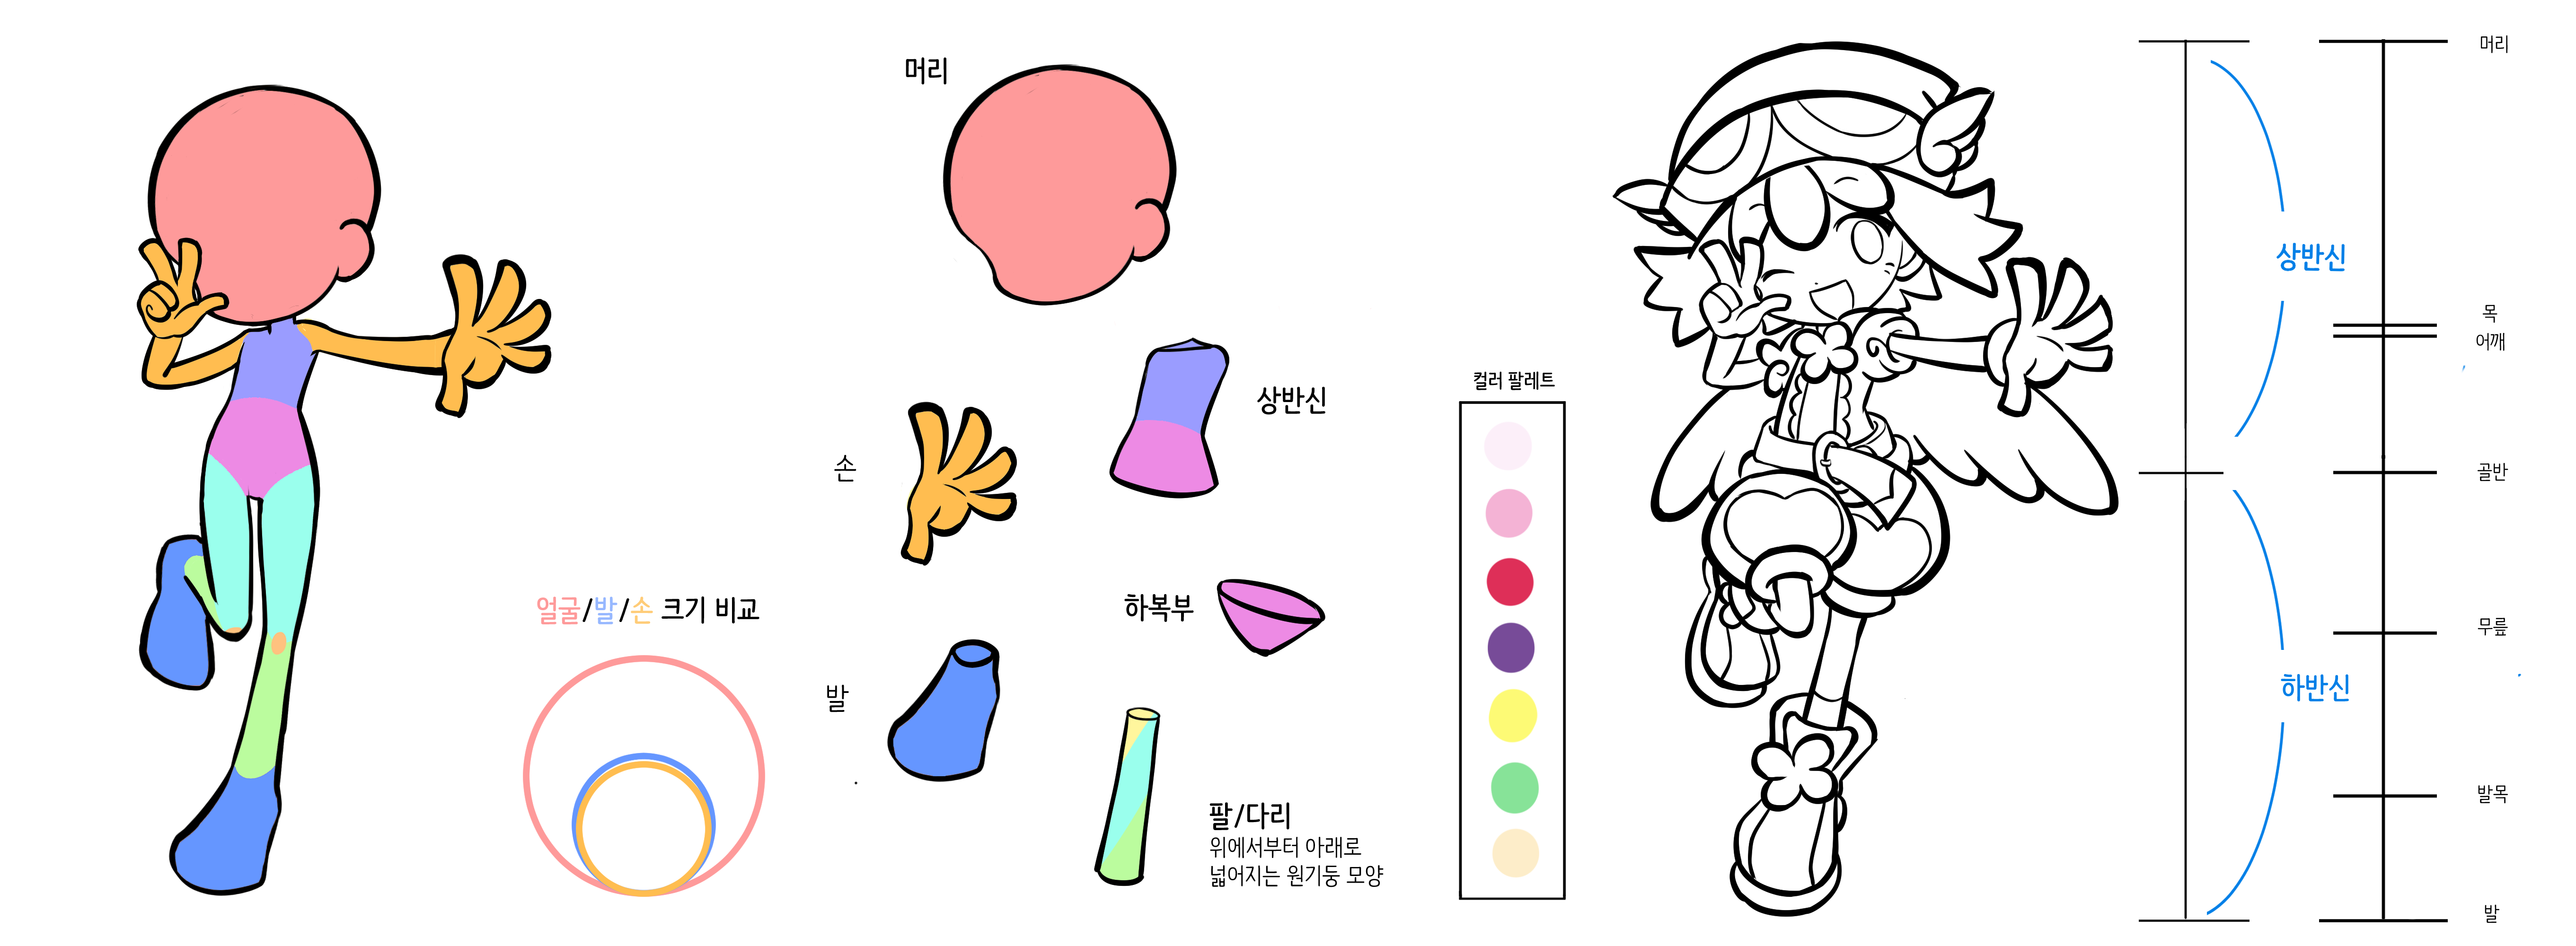 머리
손
상반신
얼굴/발/손 크기 비교
하복부
발
팔/다리
위에서부터 아래로
넓어지는 원기둥 모양
컬러 팔레트
상반신
하반신
머리
목
어깨
골반
무릎
발목
발